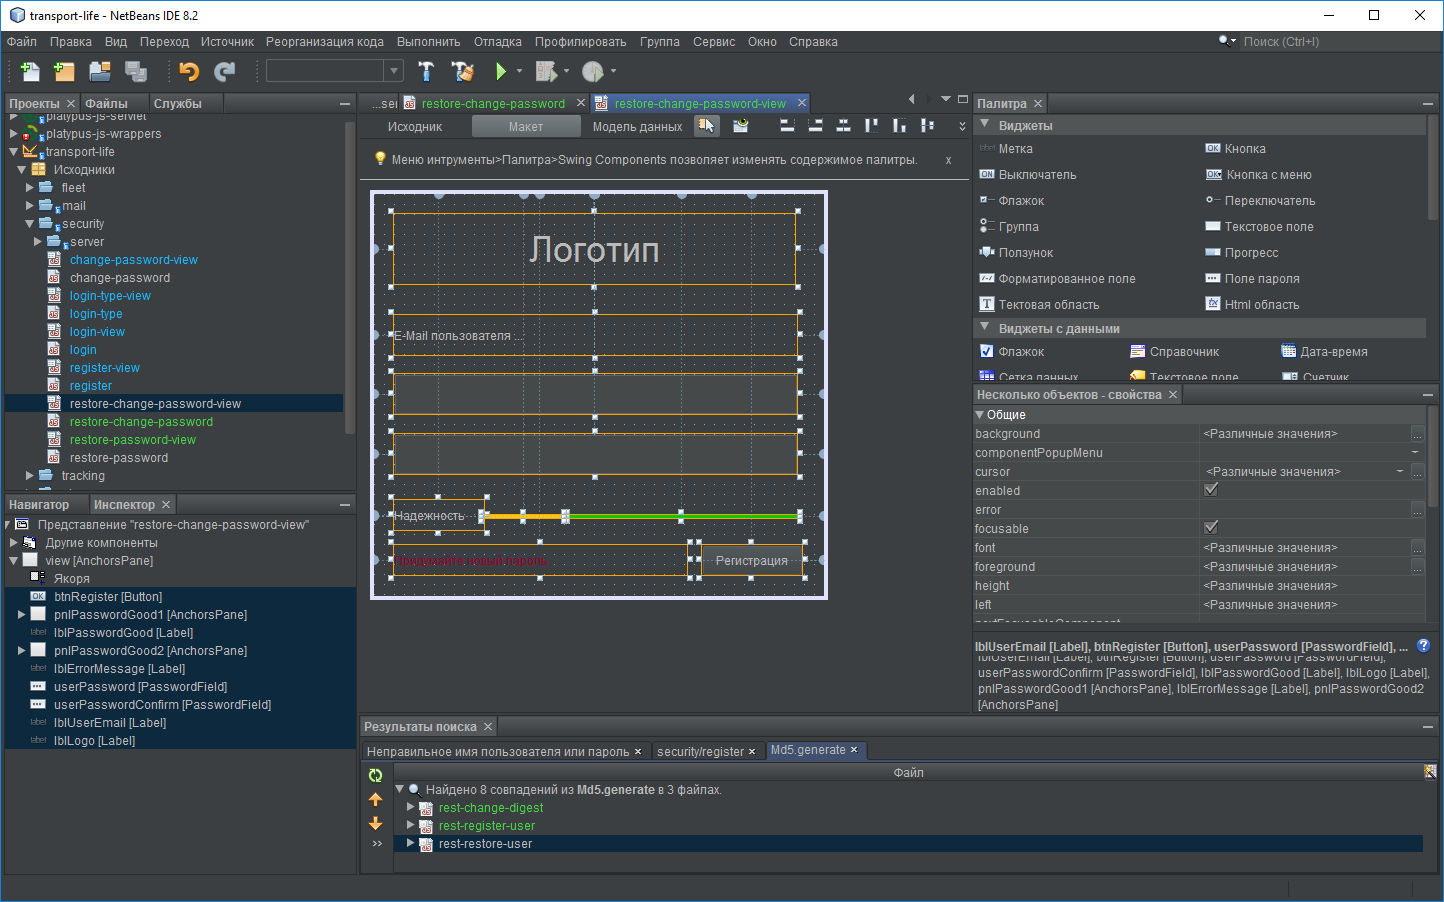 transport-life - NetBeans IDE 8.2
Файл Правка Вид Переход Источник Реорганизация кода Выполнить Отладка Профилировать Группа Сервис Окно Справка
Поиск (Ctrl+I)
Проекты Файлы Службы
platypus-js-servlet
platypus-js-wrappers
transport-life
Исходники
fleet
mail
security
server
change-password-view
change-password
login-type-view
login-type
login-view
login
register-view
register
restore-change-password-view
restore-change-password
restore-password-view
restore-password
tracking
Навигатор Инспектор
Представление "restore-change-password-view"
Другие компоненты
view [AnchorsPane]
Якоря
btnRegister [Button]
pnlPasswordGood1 [AnchorsPane]
lblPasswordGood [Label]
pnlPasswordGood2 [AnchorsPane]
lblErrorMessage [Label]
userPassword [PasswordField]
userPasswordConfirm [PasswordField]
lblUserEmail [Label]
lblLogo [Label]
...sei restore-change-password restore-change-password-view
Исходник Макет Модель данных
Меню интрументы>Палитра>Swing Components позволяет изменять содержимое палитры. x
Логотип
E-Mail пользователя ...
Надежность
Придумайте новый пароль
Регистрация
Палитра
Виджеты
Метка Кнопка
Выключатель Кнопка с меню
Флажок Переключатель
Группа Текстовое поле
Ползунок Прогресс
Форматированное поле Поле пароля
Тектовая область Html область
Виджеты с данными
Флажок Справочник Дата-время
Сетка данных Текстовое поле Счетчик
Несколько объектов - свойства
Общие
background <Различные значения>
componentPopupMenu
cursor <Различные значения>
enabled
error
focusable
font <Различные значения>
foreground <Различные значения>
height <Различные значения>
left <Различные значения>
nextFocusableComponent
lblUserEmail [Label], btnRegister [Button], userPassword [PasswordField], ...
lblUserEmail [Label], btnRegister [Button], userPassword [PasswordField],
userPasswordConfirm [PasswordField], lblPasswordGood [Label], lblLogo [Label],
pnlPasswordGood1 [AnchorsPane], lblErrorMessage [Label], pnlPasswordGood2
[AnchorsPane]
Результаты поиска
Неправильное имя пользователя или пароль security/register Md5.generate
Файл
Найдено 8 совпадений из Md5.generate в 3 файлах.
rest-change-digest
rest-register-user
rest-restore-user